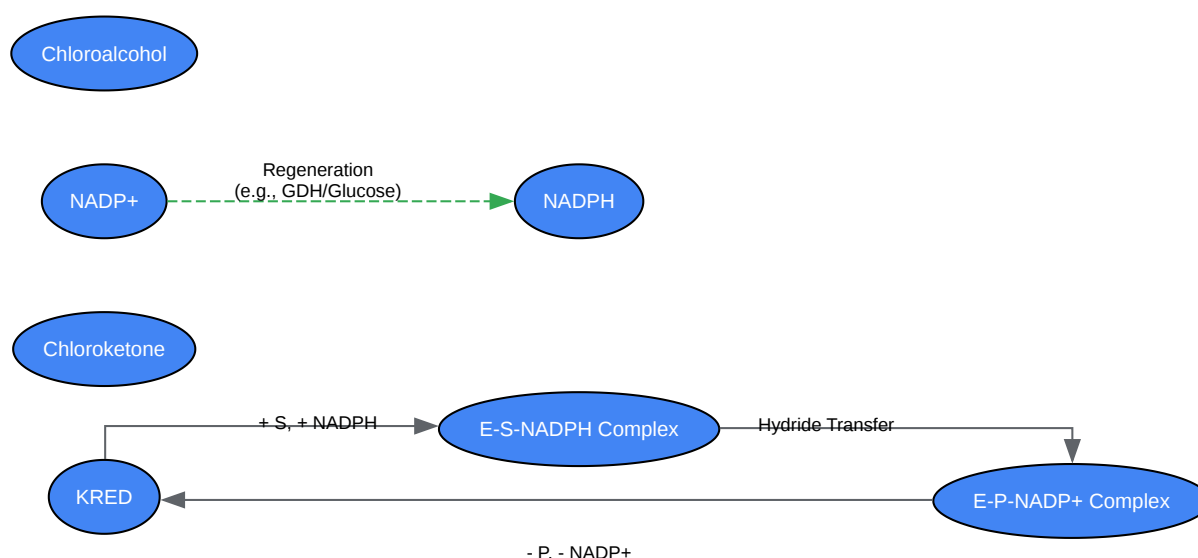 Chloroalcohol
Regeneration
(e.g., GDH/Glucose)
NADP+
NADPH
Chloroketone
+ S, + NADPH
E-S-NADPH Complex
Hydride Transfer
KRED
E-P-NADP+ Complex
- P, - NADP+